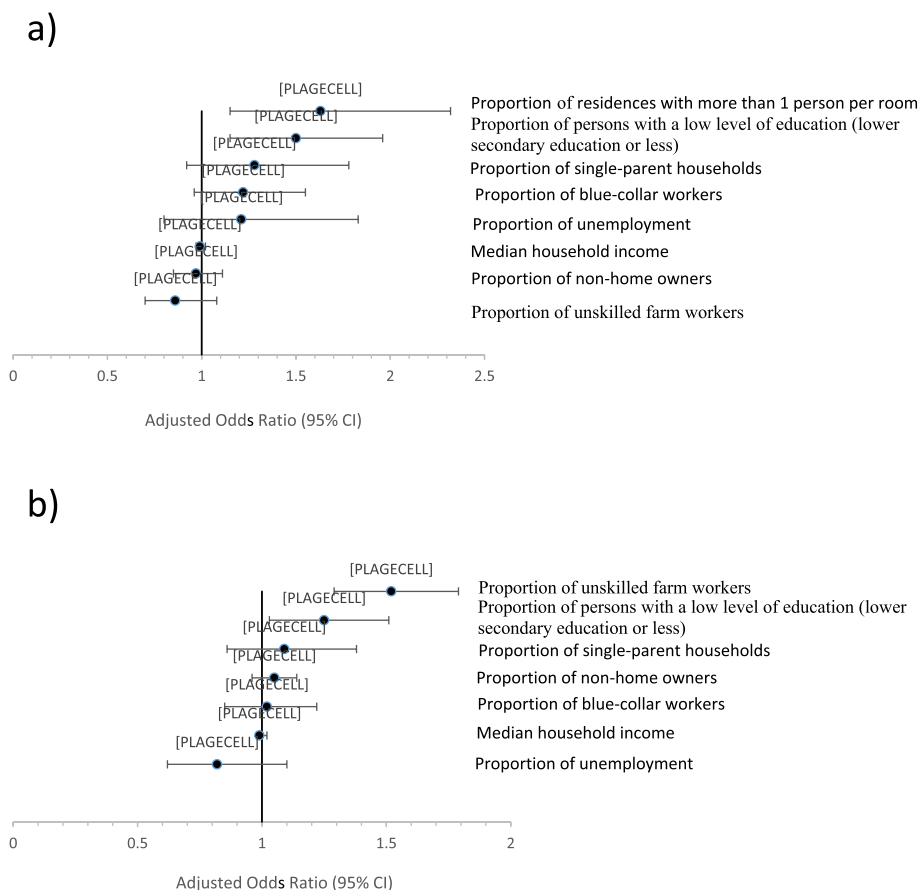 a)
[PLAGECELL]
Proportion of residences with more than 1 person per room
[PLAGECELL]
Proportion of persons with a low level of education (lower
secondary education or less)
[PLAGECELL]
Proportion of single-parent households
[PLAGECELL]
Proportion of blue-collar workers
[PLAGECELL]
Proportion of unemployment
[PLAGECELL]
Median household income
[PLAGECELL]
Proportion of non-home owners
[PLAGECELL]
Proportion of unskilled farm workers
0 0.5 1 1.5 2 2.5
Adjusted Odds Ratio (95% CI)
b)
[PLAGECELL]
Proportion of unskilled farm workers
[PLAGECELL]
Proportion of persons with a low level of education (lower
secondary education or less)
[PLAGECELL]
Proportion of single-parent households
[PLAGECELL]
Proportion of non-home owners
[PLAGECELL]
Proportion of blue-collar workers
[PLAGECELL]
Median household income
[PLAGECELL]
Proportion of unemployment
0 0.5 1 1.5 2
Adjusted Odds Ratio (95% CI)